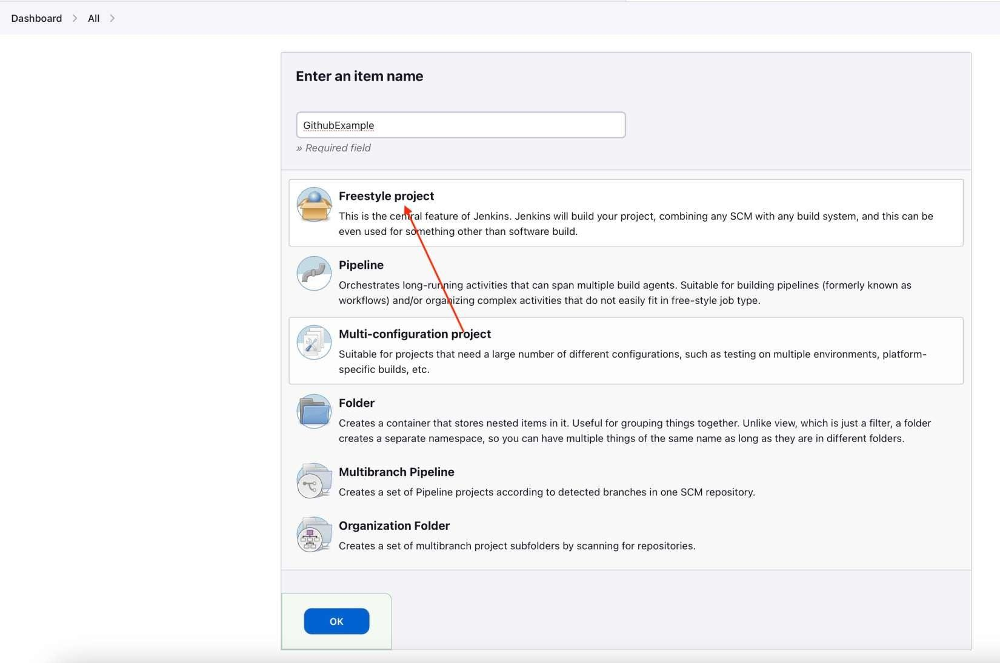 Dashboard > All >
Enter an item name
GithubExample
» Required field
Freestyle project
This is the central feature of Jenkins. Jenkins will build your project, combining any SCM with any build system, and this can be
even used for something other than software build.
Pipeline
Orchestrates long-running activities that can span multiple build agents. Suitable for building pipelines (formerly known as
workflows) and/or organizing complex activities that do not easily fit in free-style job type.
Multi-configuration project
Suitable for projects that need a large number of different configurations, such as testing on multiple environments, platform-
specific builds, etc.
Folder
Creates a container that stores nested items in it. Useful for grouping things together. Unlike view, which is just a filter, a folder
creates a separate namespace, so you can have multiple things of the same name as long as they are in different folders.
Multibranch Pipeline
Creates a set of Pipeline projects according to detected branches in one SCM repository.
Organization Folder
Creates a set of multibranch project subfolders by scanning for repositories.
OK